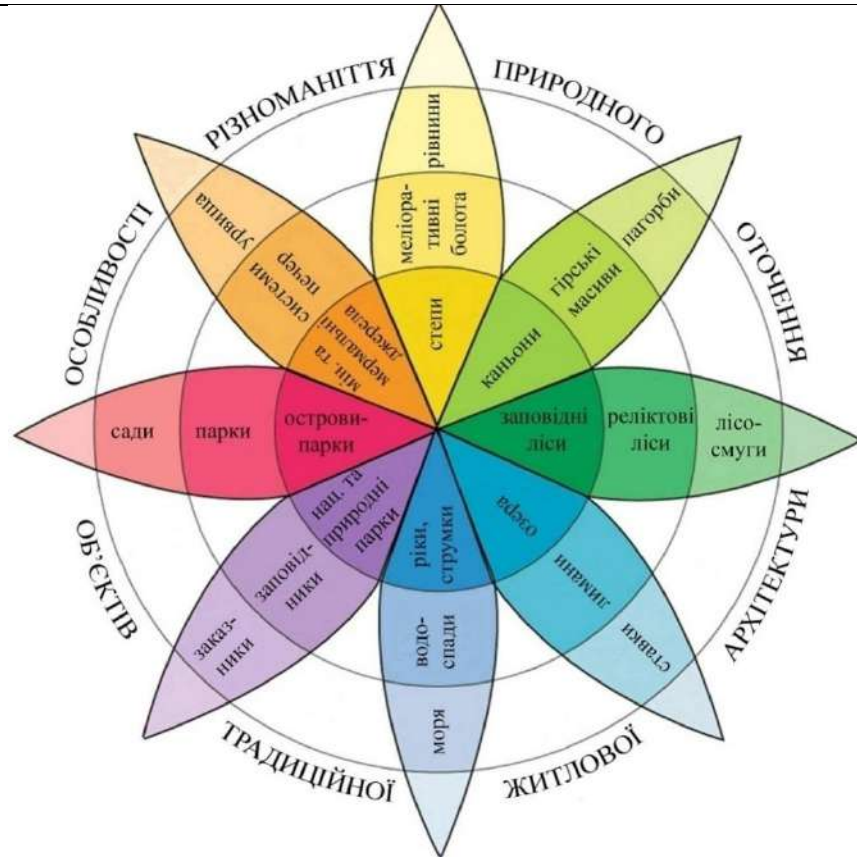 ОСОБЛИВОСТІ
РІЗНОМАНІТТЯ
ПРИРОДНОГО
ОТОЧЕННЯ
АРХІТЕКТУРИ
ЖИТЛОВОЇ
ТРАДИЦІЙНОЇ
ОБ’ЄКТІВ
рівнини
меліора-
тивні
болота
степи
пагорби
гірські
масиви
каньони
лісо-
смуги
реліктові
ліси
заповідні
ліси
ставки
лимани
озера
моря
водо-
спади
ріки,
струмки
заказ-
ники
заповід-
ники
нац. та
природні
парки
сади
парки
острови-
парки
урвища
системи
печер
мін. та
мермальні
джерела